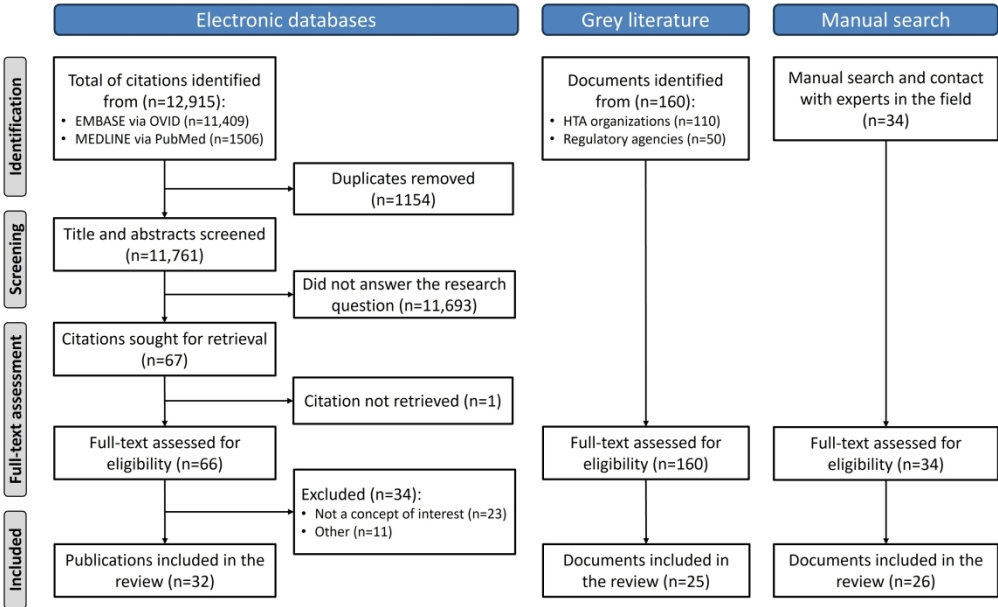 Electronic databases
Grey literature
Manual search
Identification
Total of citations identified
from (n=12,915):
• EMBASE via OVID (n=11,409)
• MEDLINE via PubMed (n=1506)
Documents identified
from (n=160):
• HTA organizations (n=110)
• Regulatory agencies (n=50)
Manual search and contact
with experts in the field
(n=34)
Duplicates removed
(n=1154)
Screening
Title and abstracts screened
(n=11,761)
Did not answer the research
question (n=11,693)
Full-text assessment
Citations sought for retrieval
(n=67)
Citation not retrieved (n=1)
Full-text assessed for
eligibility (n=66)
Full-text assessed for
eligibility (n=160)
Full-text assessed for
eligibility (n=34)
Excluded (n=34):
• Not a concept of interest (n=23)
• Other (n=11)
Included
Publications included in the
review (n=32)
Documents included in
the review (n=25)
Documents included in
the review (n=26)